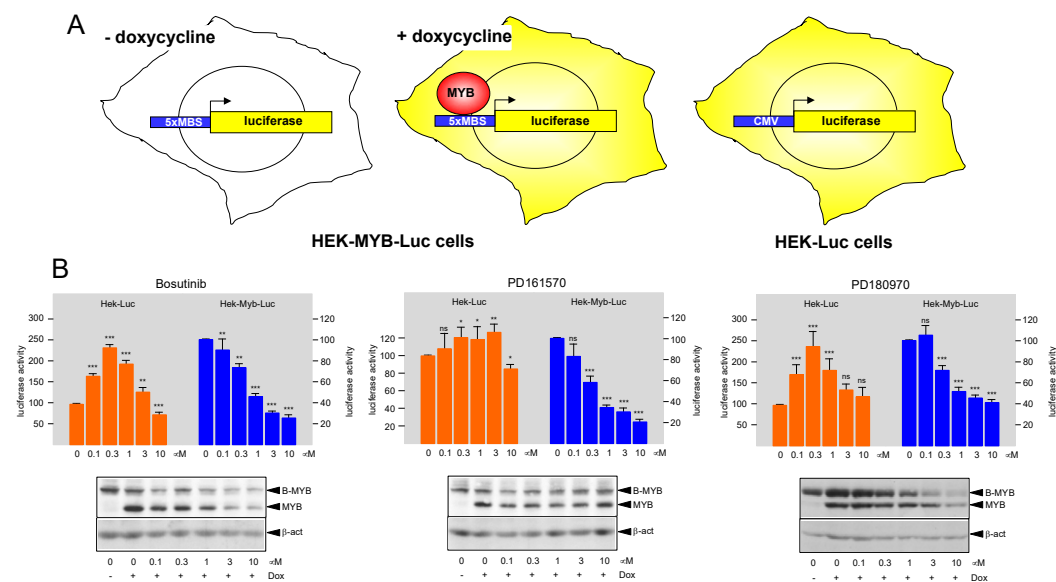 A
- doxycycline
+ doxycycline
MYB
5xMBS
luciferase
5xMBS
luciferase
CMV
luciferase
HEK-MYB-Luc cells
HEK-Luc cells
B
Bosutinib
Hek-Luc
Hek-Myb-Luc
luciferase activity
300
250
200
150
100
50
*** *** *** ** ***
** ** *** *** ***
120
100
80
60
40
20
luciferase activity
0 0.1 0.3 1 3 10 ∝M
0 0.1 0.3 1 3 10 ∝M
B-MYB
MYB
β-act
0 0 0.1 0.3 1 3 10 ∝M
- + + + + + + Dox
PD161570
Hek-Luc
Hek-Myb-Luc
luciferase activity
120
100
80
60
40
20
ns * * ** *
ns *** *** *** ***
120
100
80
60
40
20
luciferase activity
0 0.1 0.3 1 3 10 ∝M
0 0.1 0.3 1 3 10 ∝M
B-MYB
MYB
β-act
0 0 0.1 0.3 1 3 10 ∝M
- + + + + + + Dox
PD180970
Hek-Luc
Hek-Myb-Luc
luciferase activity
300
250
200
150
100
50
*** *** *** ns ns
ns *** *** *** ***
120
100
80
60
40
20
luciferase activity
0 0.1 0.3 1 3 10 ∝M
0 0.1 0.3 1 3 10 ∝M
B-MYB
MYB
β-act
0 0 0.1 0.3 1 3 10 ∝M
- + + + + + + Dox